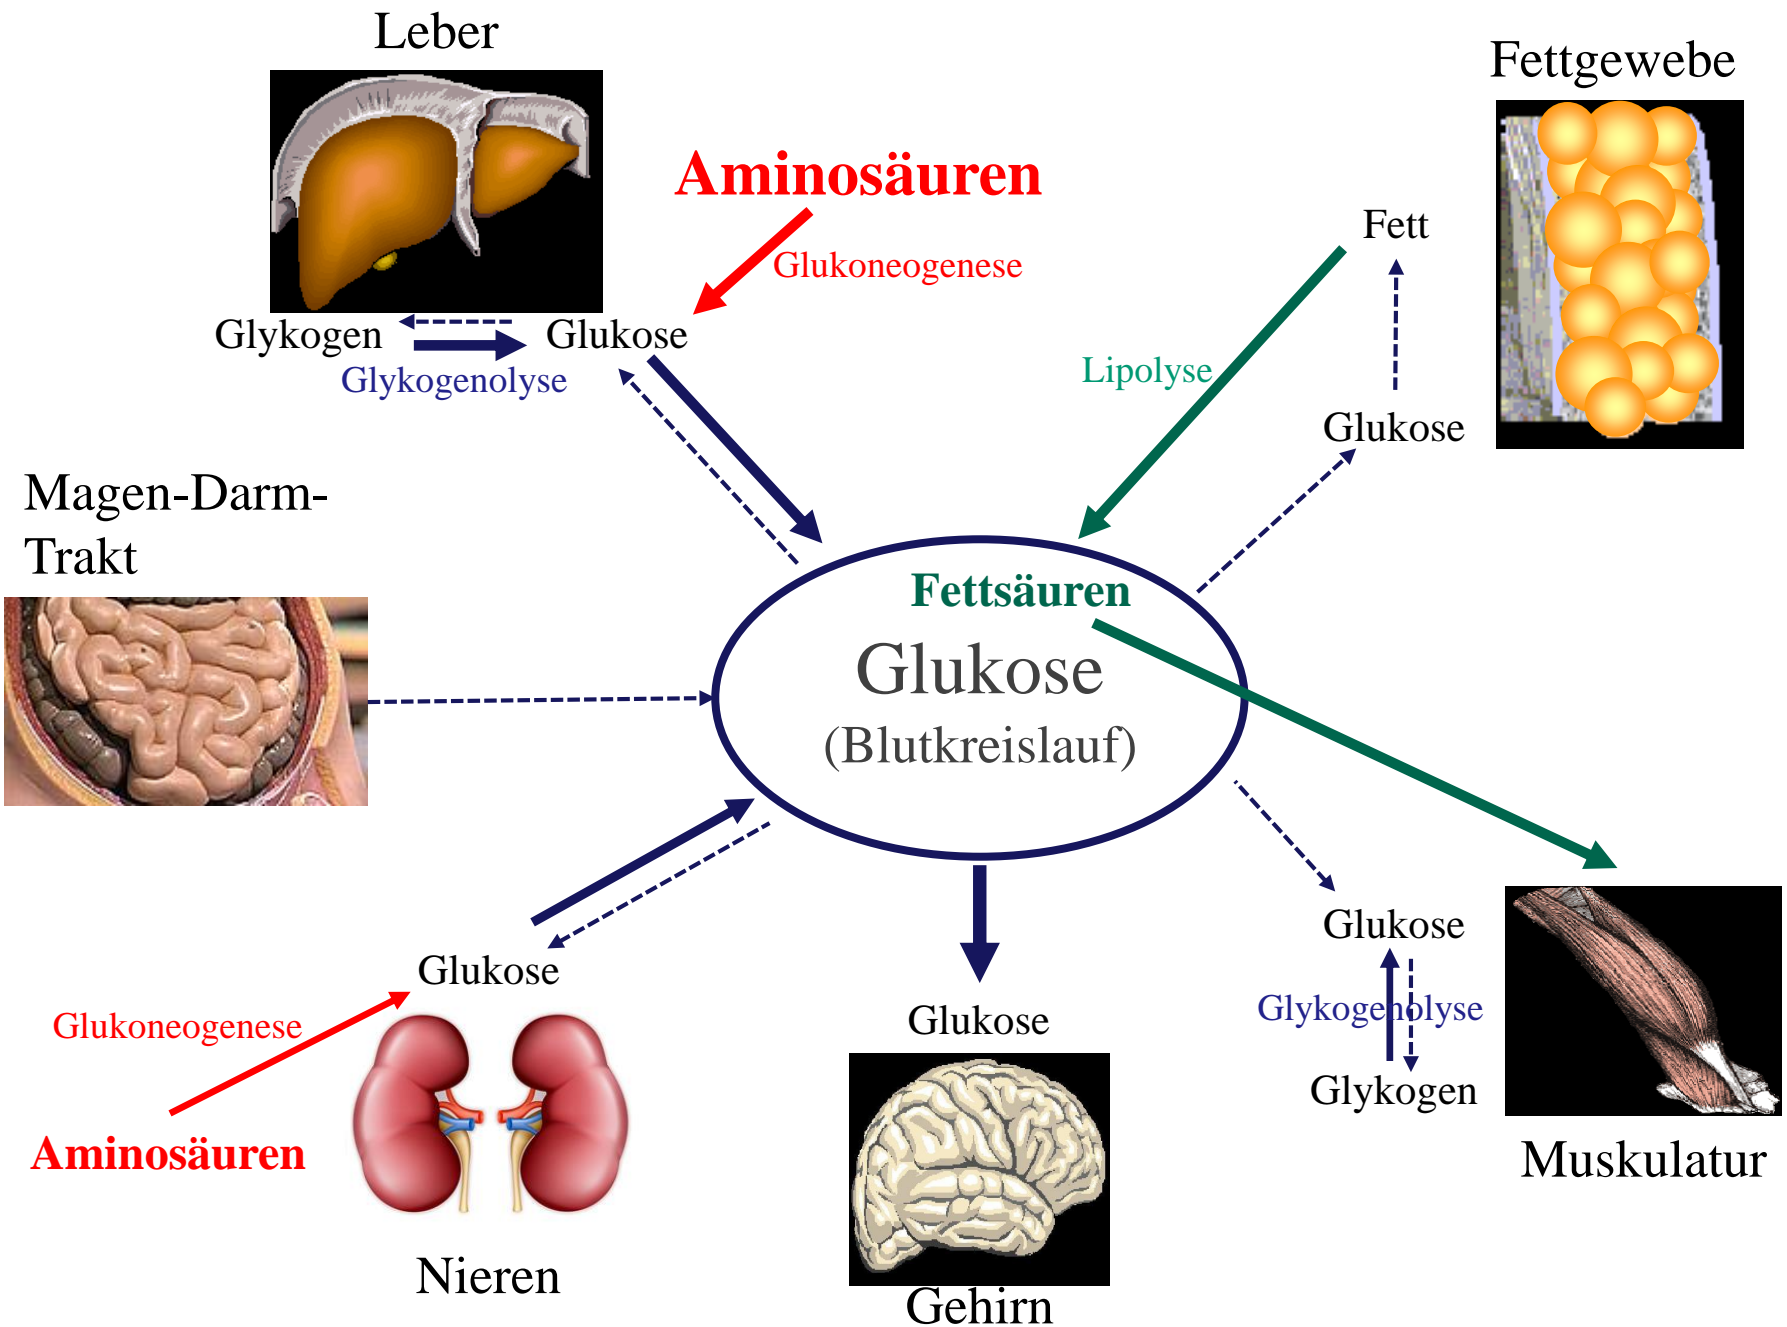 Leber
Fettgewebe
Aminosäuren
Fett
Glukoneogenese
Glykogen
Glukose
Glykogenolyse
Lipolyse
Glukose
Magen-Darm-
Trakt
Fettsäuren
Glukose
(Blutkreislauf)
Glukose
Glukose
Glukoneogenese
Glukose
Glykogenolyse
Glykogen
Aminosäuren
Muskulatur
Nieren
Gehirn